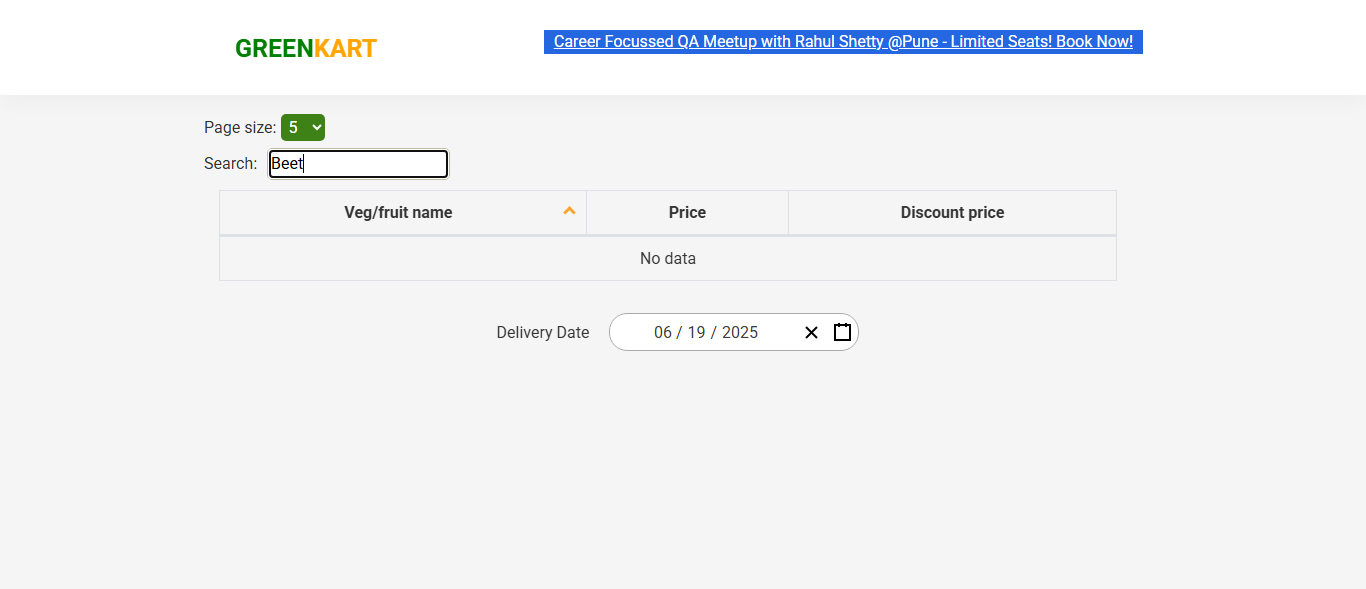 GREENKART
Career Focussed QA Meetup with Rahul Shetty @Pune - Limited Seats! Book Now!
Page size: 5
Search: Beet
Veg/fruit name Price Discount price
No data
Delivery Date 06 / 19 / 2025